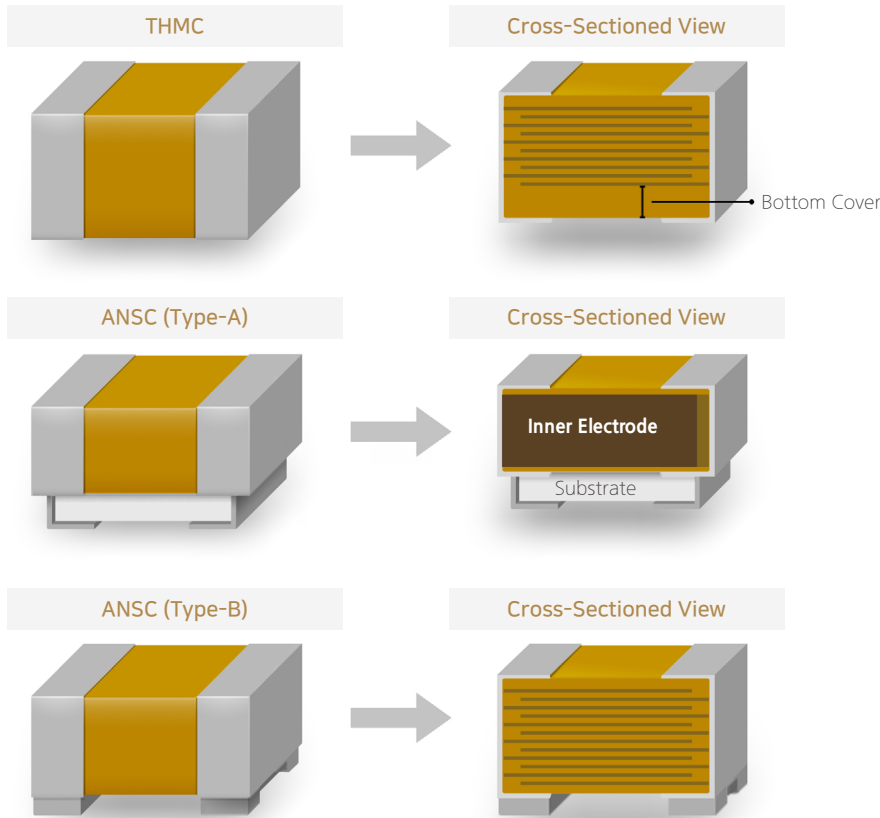 THMC
Cross-Sectioned View
Bottom Cover
ANSC (Type-A)
Cross-Sectioned View
Inner Electrode
Substrate
ANSC (Type-B)
Cross-Sectioned View